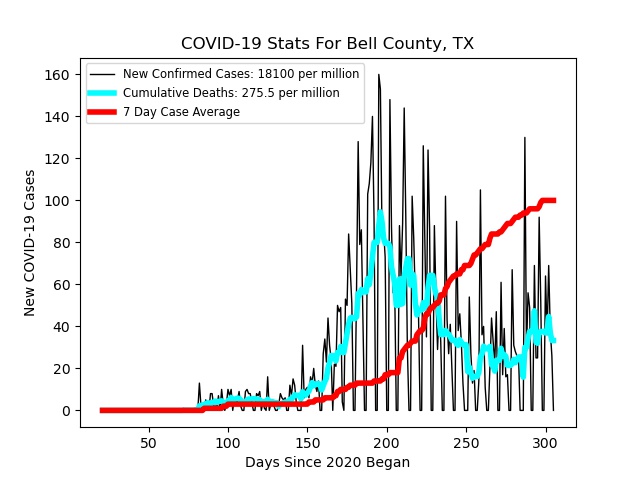 COVID-19 Stats For Bell County, TX
New Confirmed Cases: 18100 per million
Cumulative Deaths: 275.5 per million
7 Day Case Average
New COVID-19 Cases
160
140
120
100
80
60
40
20
0
50 100 150 200 250 300
Days Since 2020 Began